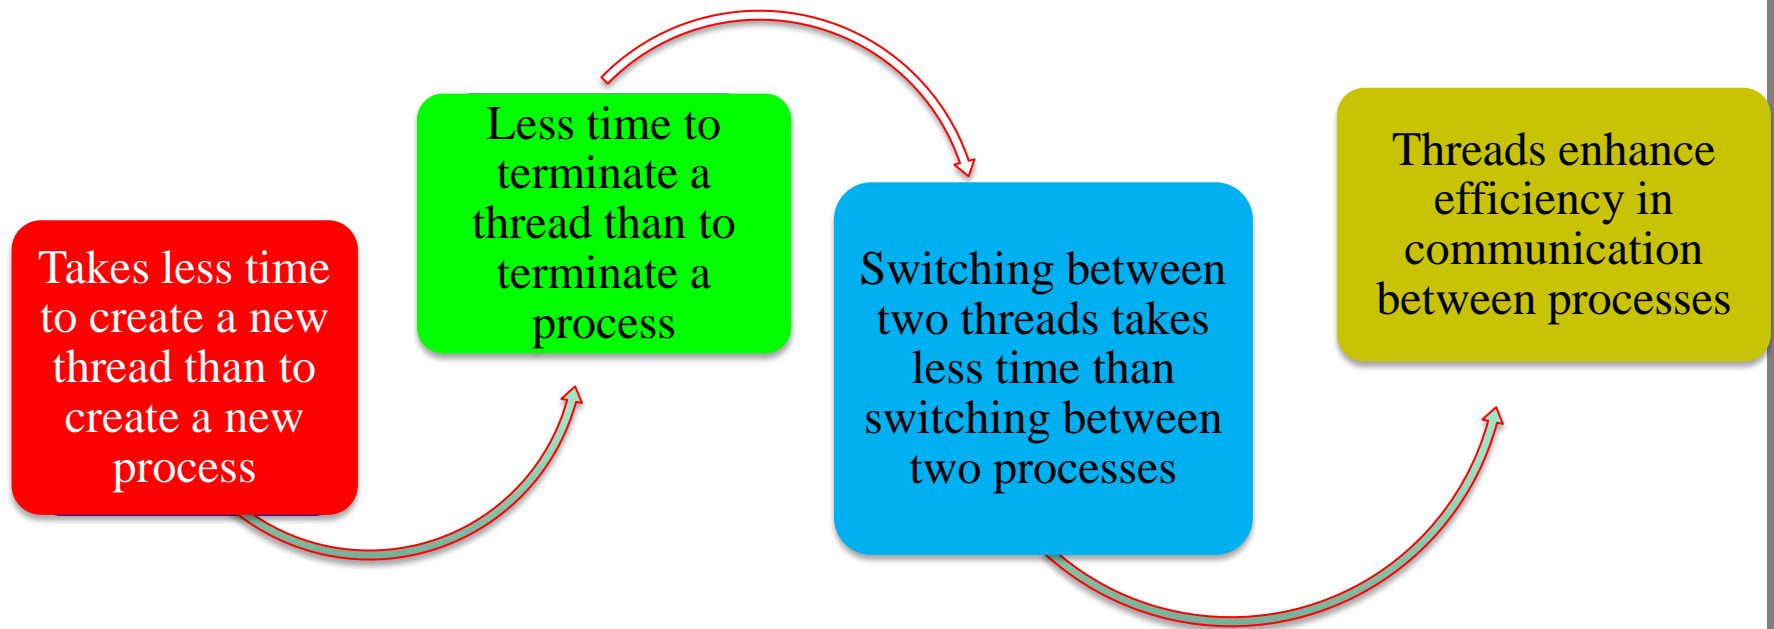 Takes less time
to create a new
thread than to
create a new
process
Less time to
terminate a
thread than to
terminate a
process
Switching between
two threads takes
less time than
switching between
two processes
Threads enhance
efficiency in
communication
between processes